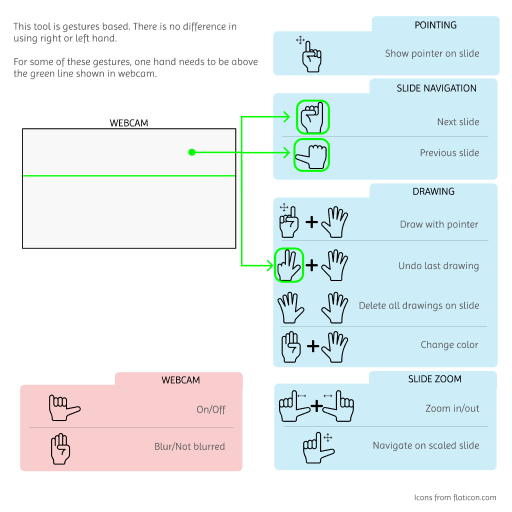 This tool is gestures based. There is no difference in
using right or left hand.
For some of these gestures, one hand needs to be above
the green line shown in webcam.
WEBCAM
POINTING
Show pointer on slide
SLIDE NAVIGATION
Next slide
Previous slide
DRAWING
Draw with pointer
Undo last drawing
Delete all drawings on slide
Change color
WEBCAM
On/Off
Blur/Not blurred
SLIDE ZOOM
Zoom in/out
Navigate on scaled slide
Icons from flaticon.com